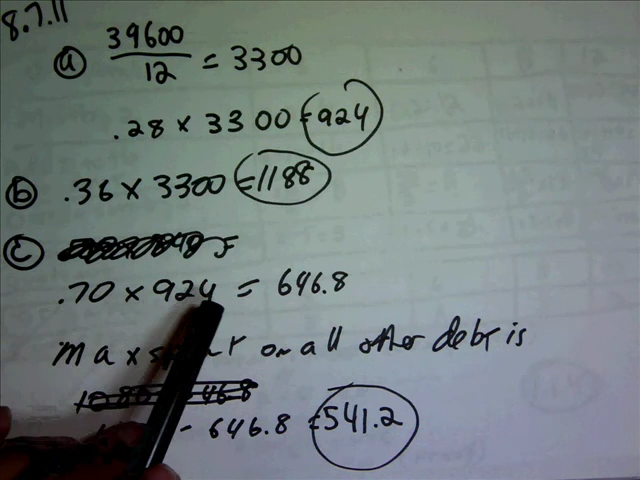 8.7.11
(a) 39600/12 = 3300
.28 × 3300 = 924
(b) .36 × 3300 = 1188
(c)
.70 × 924 = 646.8
max on all other debt is
- 646.8 = 541.2